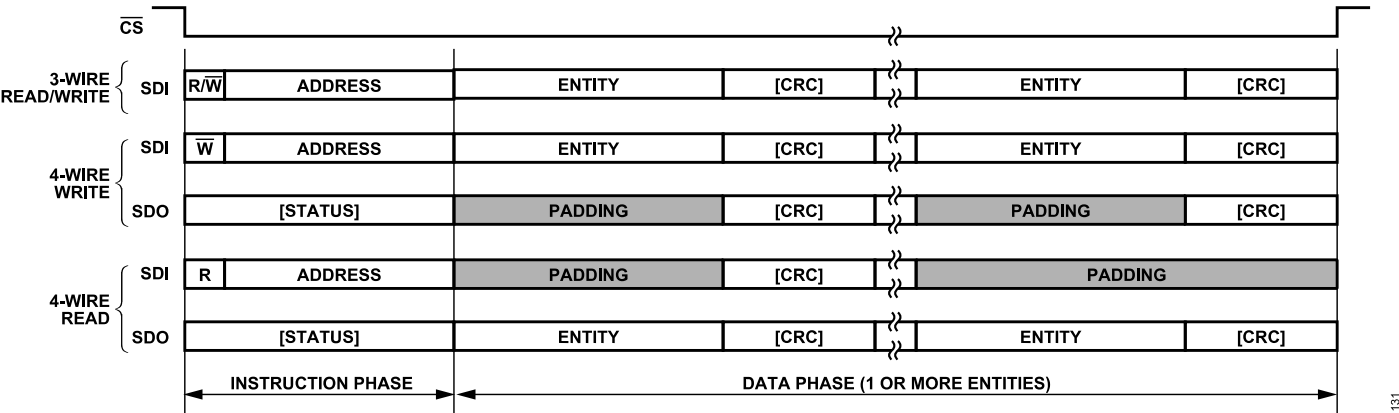 CS
3-WIRE
READ/WRITE
SDI R/W ADDRESS ENTITY [CRC] ENTITY [CRC]
4-WIRE
WRITE
SDI W ADDRESS ENTITY [CRC] ENTITY [CRC]
SDO [STATUS] PADDING [CRC] PADDING [CRC]
4-WIRE
READ
SDI R ADDRESS PADDING [CRC] PADDING
SDO [STATUS] ENTITY [CRC] ENTITY [CRC]
INSTRUCTION PHASE DATA PHASE (1 OR MORE ENTITIES)
131